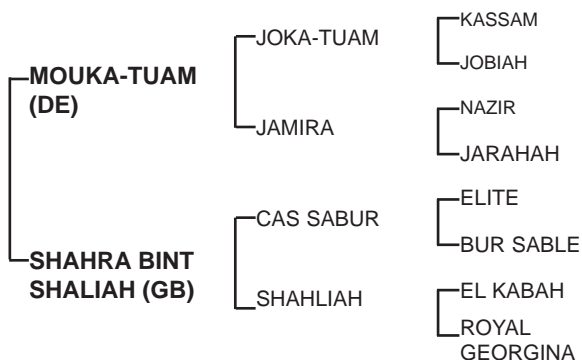 KASSAM
JOKA-TUAM
JOBIAH
MOUKA-TUAM
(DE)
NAZIR
JAMIRA
JARAHAH
ELITE
CAS SABUR
BUR SABLE
SHAHRA BINT
SHALIAH (GB)
EL KABAH
SHAHLIAH
ROYAL
GEORGINA